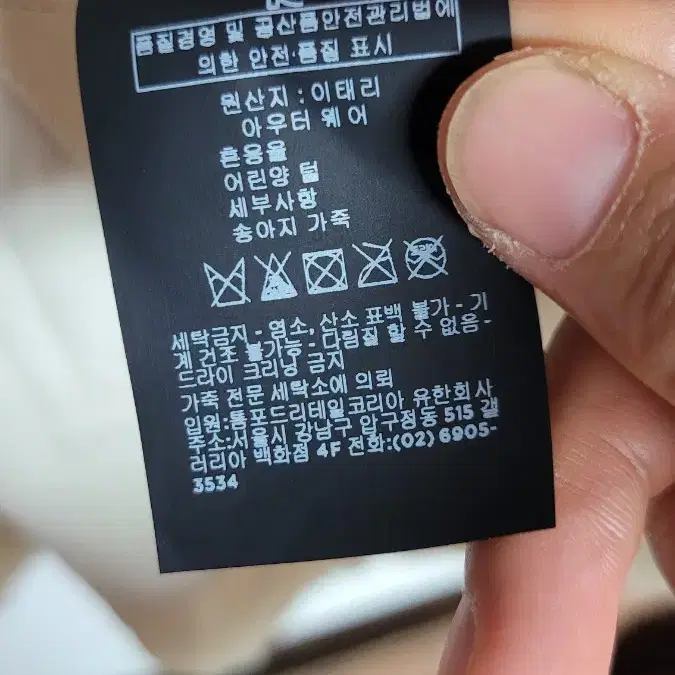 품질경영 및 공산품안전관리법에
의한 안전·품질 표시
원산지 : 이태리
아우터 웨어
흔용율
어린양 털
세부사항
송아지 가죽
세탁금지 - 염소, 산소 표백 불가 - 기
계 건조 불가능 - 다림질 할 수 없음 -
드라이 크리닝 금지
가죽 전문 세탁소에 의뢰
입원:톰포드리테일코리아 유한회사
주소:서울시 강남구 압구정동 515 갤
러리아 백화점 4F 전화:(02) 6905-
3534